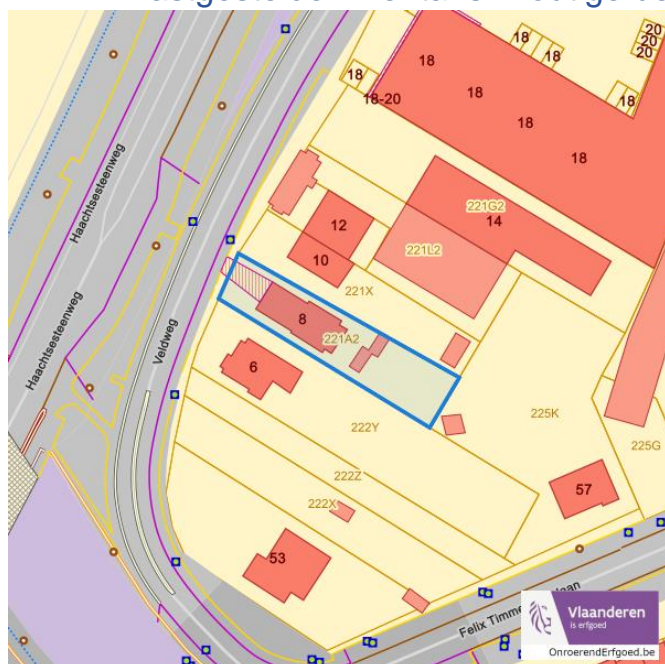 18
18
20
20
20
18
18-20
18
18
18
18
18
Haachtsesteenweg
12
221G2
14
10
221L2
221X
8
221A2
Haachtsesteenweg
Veldweg
6
222Y
225K
225G
222Z
222X
57
53
Felix
Vlaanderen
is erfgoed
OnroerendErfgoed.be